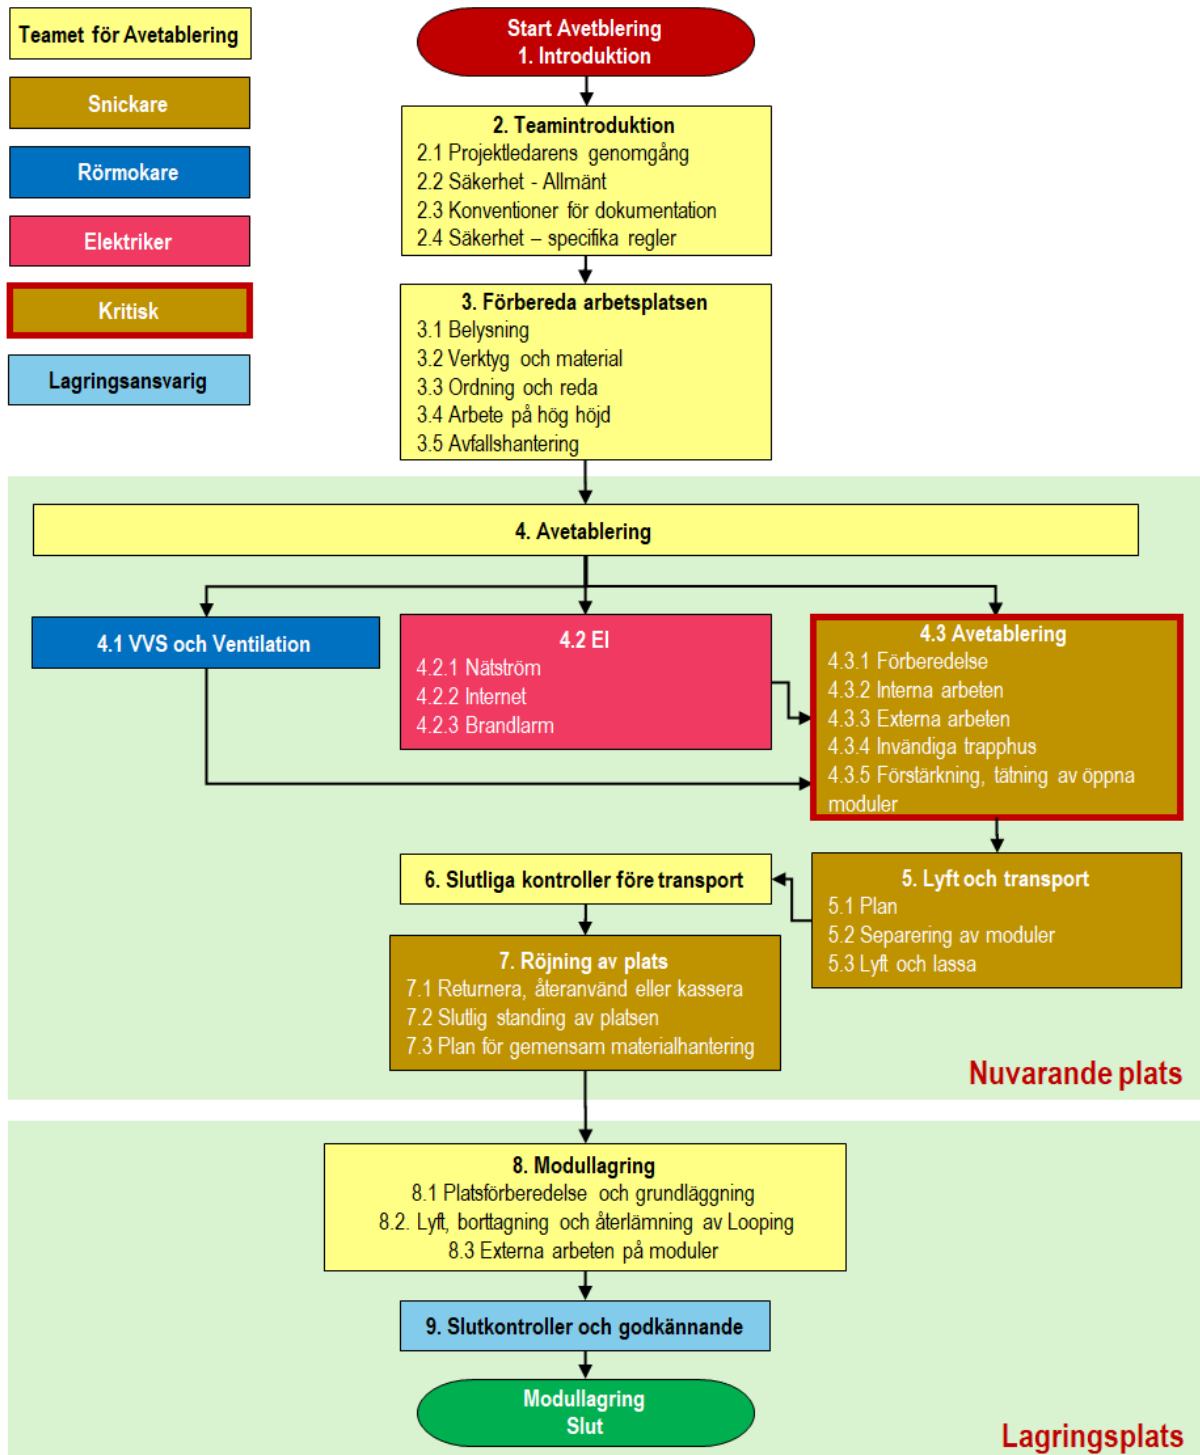 Teamet för Avetablering
Snickare
Rörmokare
Elektriker
Kritisk
Lagringsansvarig
Start Avetblering
1. Introduktion
2. Teamintroduktion
2.1 Projektledarens genomgång
2.2 Säkerhet - Allmänt
2.3 Konventioner för dokumentation
2.4 Säkerhet – specifika regler
3. Förbereda arbetsplatsen
3.1 Belysning
3.2 Verktyg och material
3.3 Ordning och reda
3.4 Arbete på hög höjd
3.5 Avfallshantering
4. Avetablering
4.1 VVS och Ventilation
4.2 El
4.2.1 Nätström
4.2.2 Internet
4.2.3 Brandlarm
4.3 Avetablering
4.3.1 Förberedelse
4.3.2 Interna arbeten
4.3.3 Externa arbeten
4.3.4 Invändiga trapphus
4.3.5 Förstärkning, tätning av öppna
moduler
5. Lyft och transport
5.1 Plan
5.2 Separering av moduler
5.3 Lyft och lassa
6. Slutliga kontroller före transport
7. Röjning av plats
7.1 Returnera, återanvänd eller kassera
7.2 Slutlig standing av platsen
7.3 Plan för gemensam materialhantering
Nuvarande plats
8. Modullagring
8.1 Platsförberedelse och grundläggning
8.2. Lyft, borttagning och återlämning av Looping
8.3 Externa arbeten på moduler
9. Slutkontroller och godkännande
Modullagring
Slut
Lagringsplats